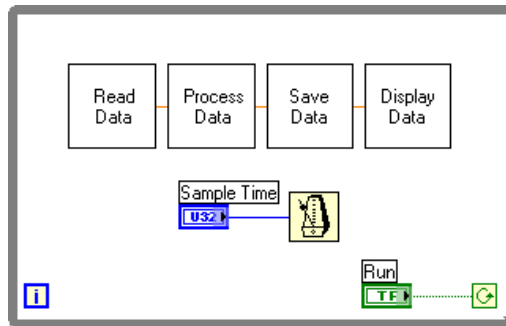 Read
Data
Process
Data
Save
Data
Display
Data
Sample Time
U32
Run
TF
i